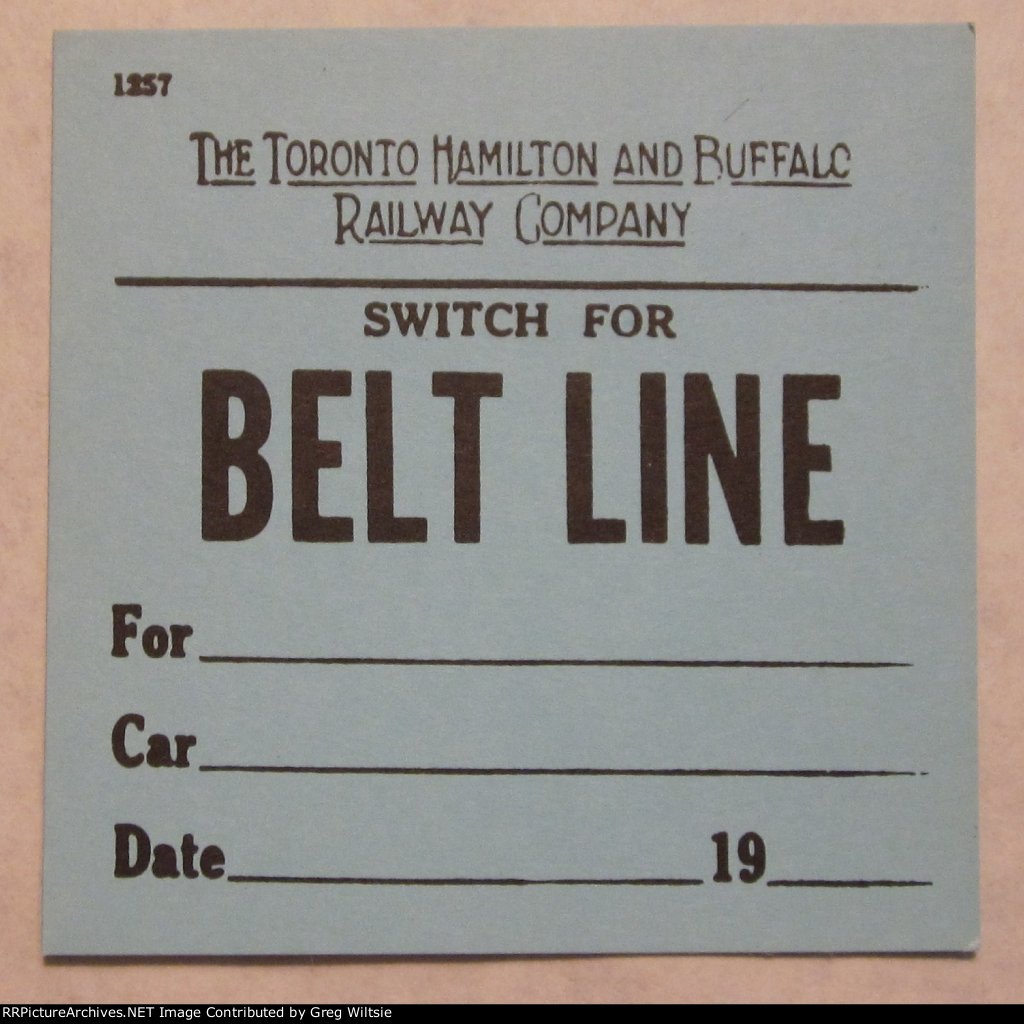 1257
THE TORONTO HAMILTON AND BUFFALO
RAILWAY COMPANY
SWITCH FOR
BELT LINE
For
Car
Date 19
RRPictureArchives.NET Image Contributed by Greg Wiltsie